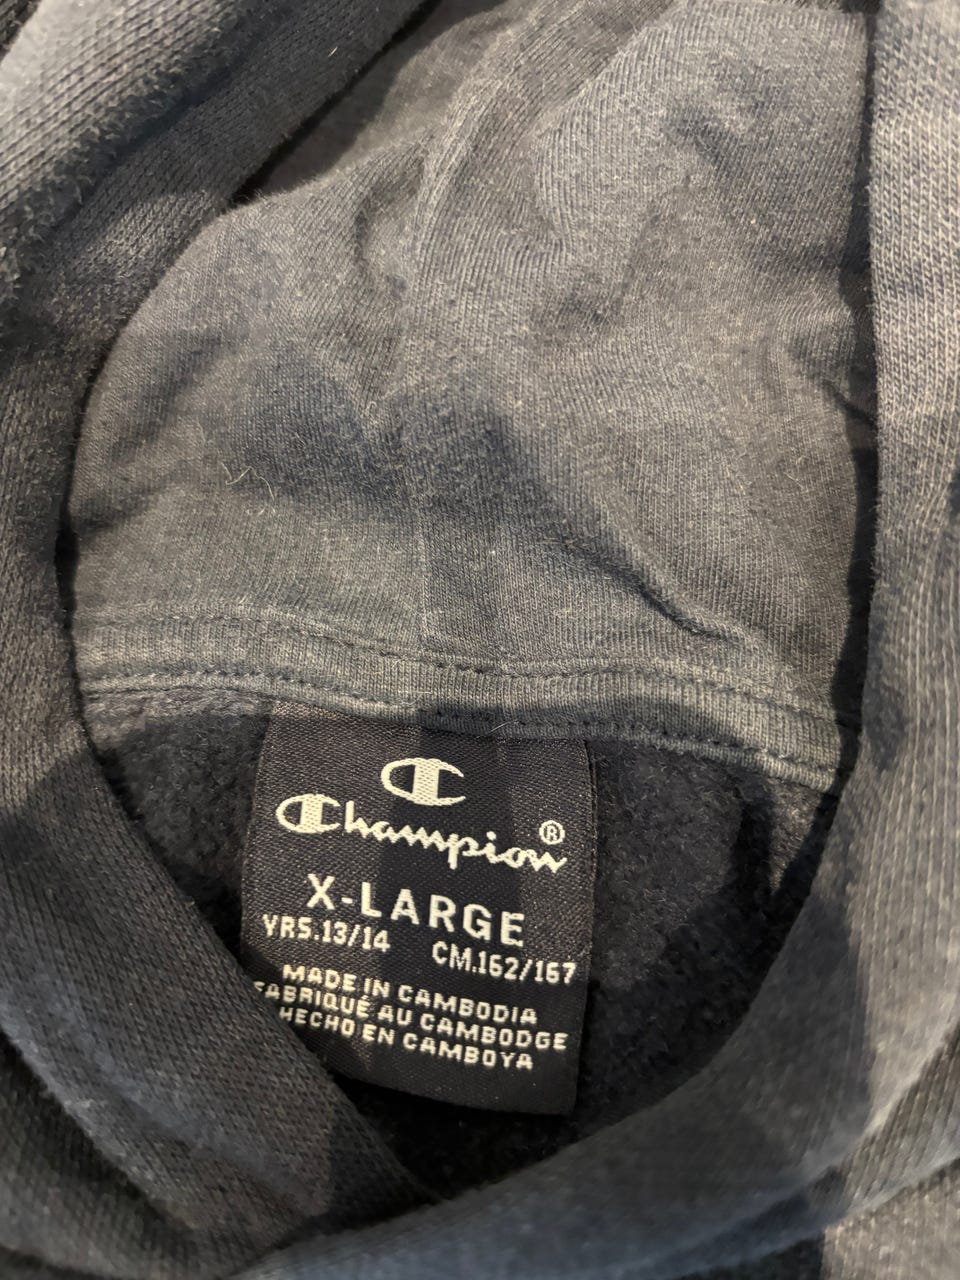 C
Champion®
X-LARGE
YRS.13/14 CM.162/167
MADE IN CAMBODIA
FABRIQUÉ AU CAMBODGE
HECHO EN CAMBOYA